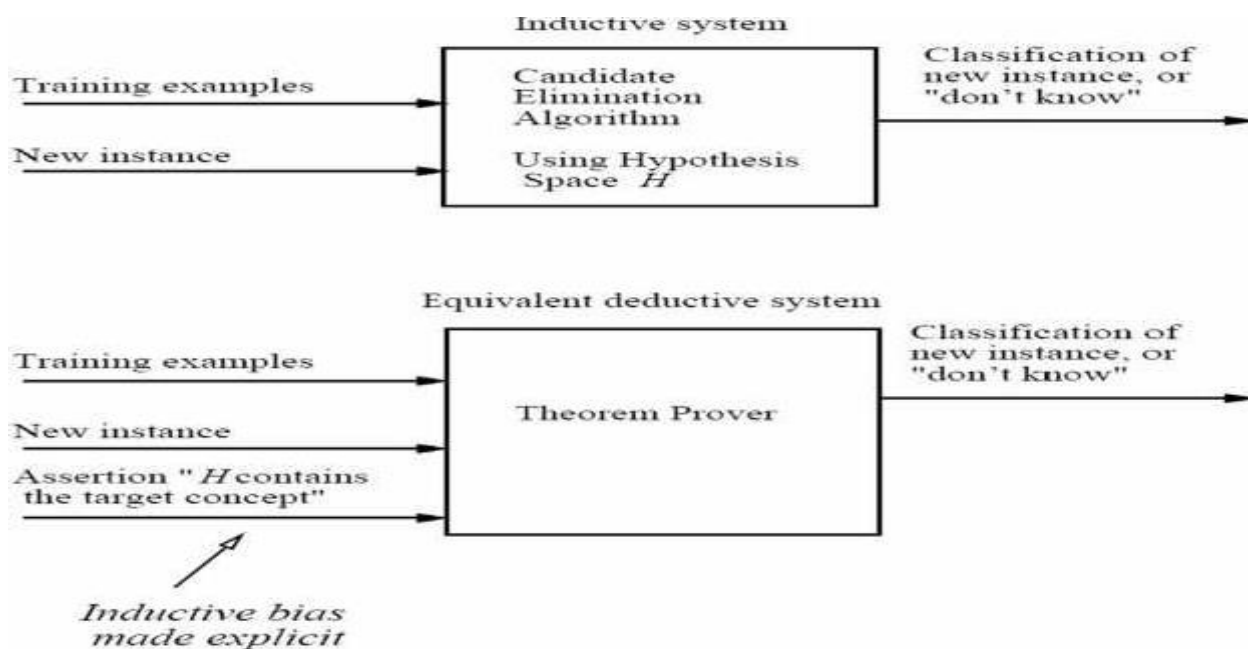 Inductive system
Training examples
New instance
Candidate
Elimination
Algorithm
Using Hypothesis
Space H
Classification of
new instance, or
"don't know"
Equivalent deductive system
Training examples
New instance
Assertion " H contains
the target concept"
Theorem Prover
Classification of
new instance, or
"don't know"
Inductive bias
made explicit